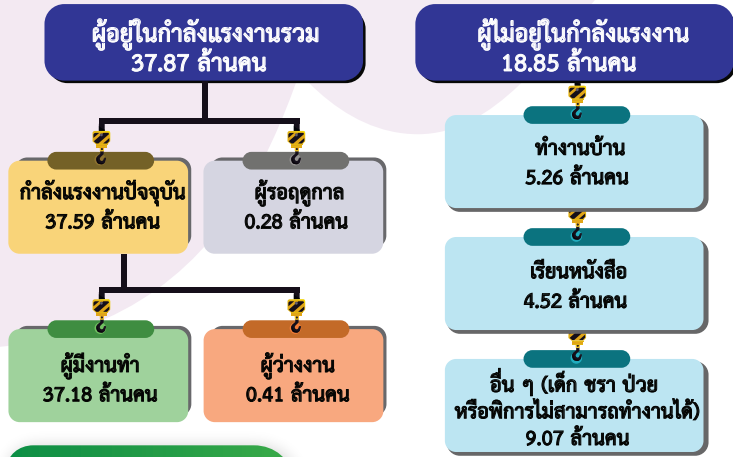 ผู้อยู่ในกำลังแรงงานรวม
37.87 ล้านคน
ผู้ไม่อยู่ในกำลังแรงงาน
18.85 ล้านคน
กำลังแรงงานปัจจุบัน
37.59 ล้านคน
ผู้รอฤดูกาล
0.28 ล้านคน
ผู้มีงานทำ
37.18 ล้านคน
ผู้ว่างงาน
0.41 ล้านคน
ทำงานบ้าน
5.26 ล้านคน
เรียนหนังสือ
4.52 ล้านคน
อื่น ๆ (เด็ก ชรา ป่วย
หรือพิการไม่สามารถทำงานได้)
9.07 ล้านคน